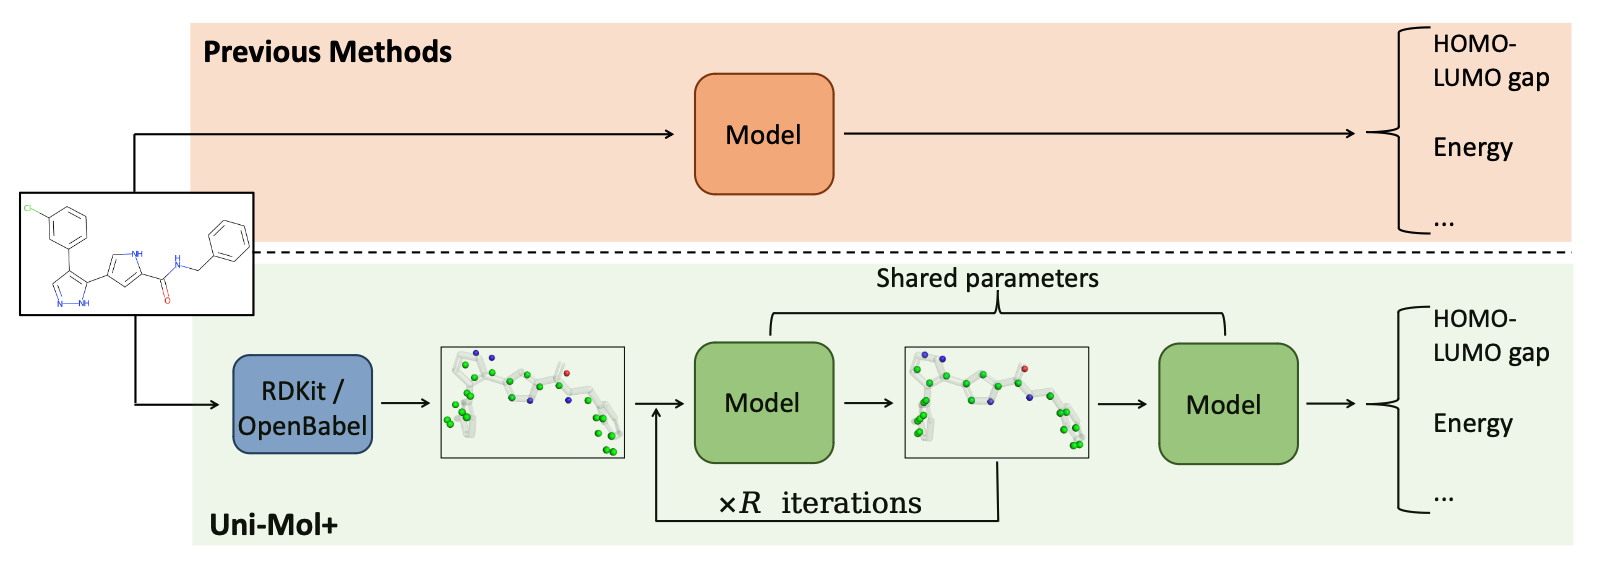 Previous Methods
Model
HOMO-
LUMO gap
Energy
...
Cl
NH
H
N
O
N
NH
Shared parameters
RDKit /
OpenBabel
Model
Model
HOMO-
LUMO gap
Energy
...
×R iterations
Uni-Mol+